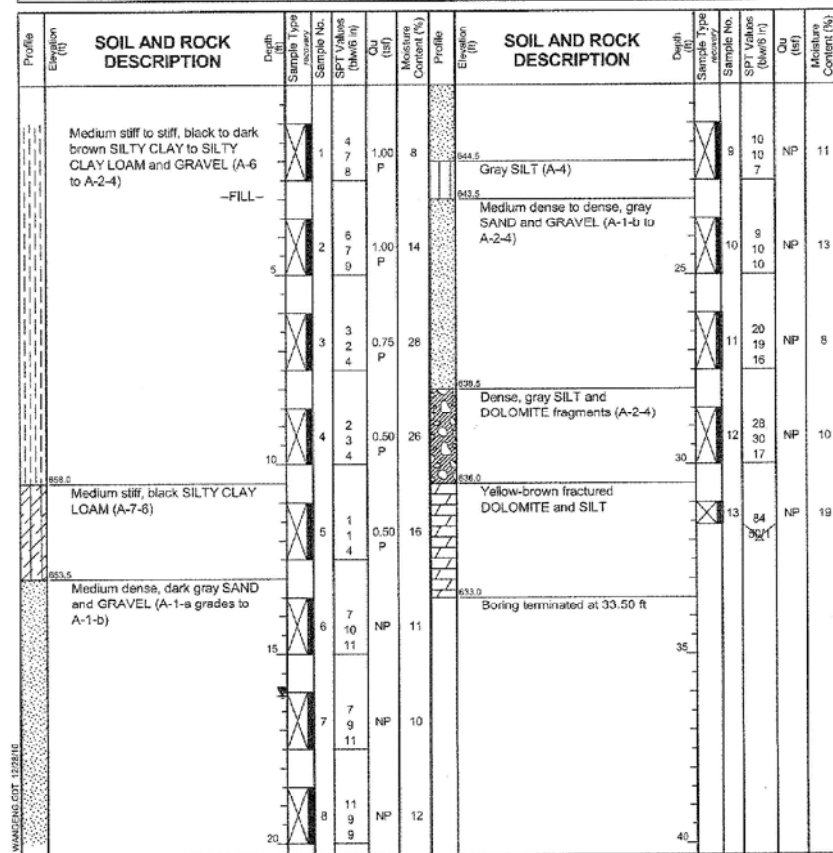 Profile
Elevation (ft)
SOIL AND ROCK
DESCRIPTION
Depth (ft)
Sample Type
recovery
Sample No.
SPT Values
(blw/6 in)
Qu
(tsf)
Moisture
Content (%)
Medium stiff to stiff, black to dark
brown SILTY CLAY to SILTY
CLAY LOAM and GRAVEL (A-6
to A-2-4)
--FILL--
1
4
7
8
1.00
P
8
2
6
7
9
1.00
P
14
5
3
3
2
4
0.75
P
28
4
2
3
4
0.50
P
26
10
658.0
Medium stiff, black SILTY CLAY
LOAM (A-7-6)
5
1
1
4
0.50
P
16
653.5
Medium dense, dark gray SAND
and GRAVEL (A-1-a grades to
A-1-b)
6
7
10
11
NP
11
15
7
7
9
11
NP
10
8
11
9
9
NP
12
20
WANGENG.GDT 12/28/10
Profile
Elevation (ft)
SOIL AND ROCK
DESCRIPTION
Depth (ft)
Sample Type
recovery
Sample No.
SPT Values
(blw/6 in)
Qu
(tsf)
Moisture
Content (%)
9
10
10
7
NP
11
644.5
Gray SILT (A-4)
643.5
Medium dense to dense, gray
SAND and GRAVEL (A-1-b to
A-2-4)
10
9
10
10
NP
13
25
11
20
19
16
NP
8
638.5
Dense, gray SILT and
DOLOMITE fragments (A-2-4)
12
28
30
17
NP
10
30
636.0
Yellow-brown fractured
DOLOMITE and SILT
13
84
50/1
NP
19
633.0
Boring terminated at 33.50 ft
35
40